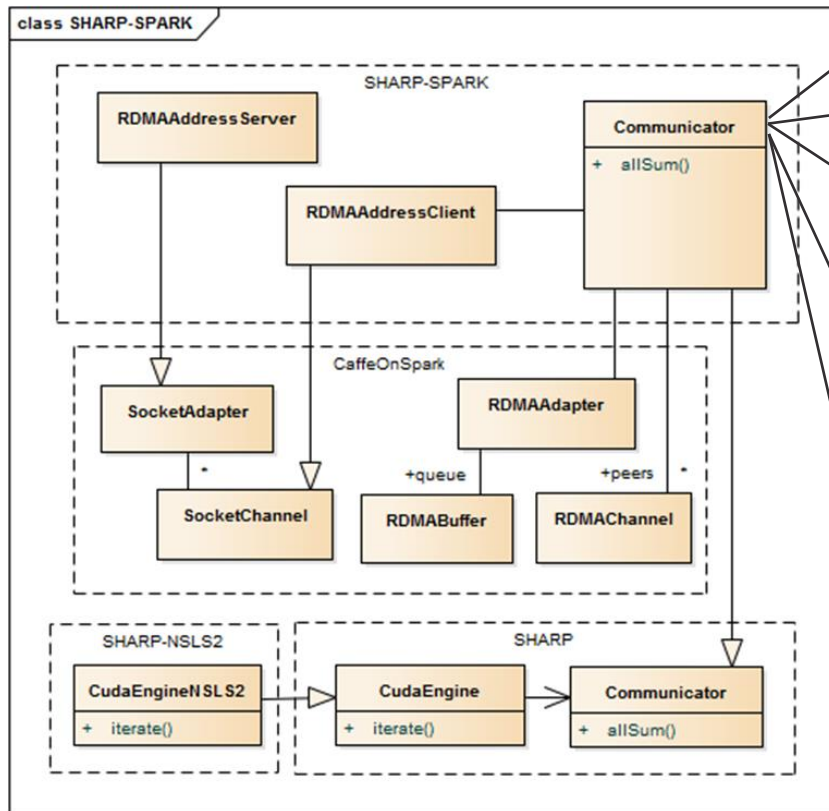 class SHARP-SPARK
SHARP-SPARK
RDMAAddressServer
Communicator
+ allSum()
RDMAAddressClient
CaffeOnSpark
SocketAdapter
RDMAAdapter
*
+queue
+peers
*
SocketChannel
RDMABuffer
RDMAChannel
SHARP-NSLS2
SHARP
CudaEngineNSLS2
+ iterate()
CudaEngine
+ iterate()
Communicator
+ allSum()